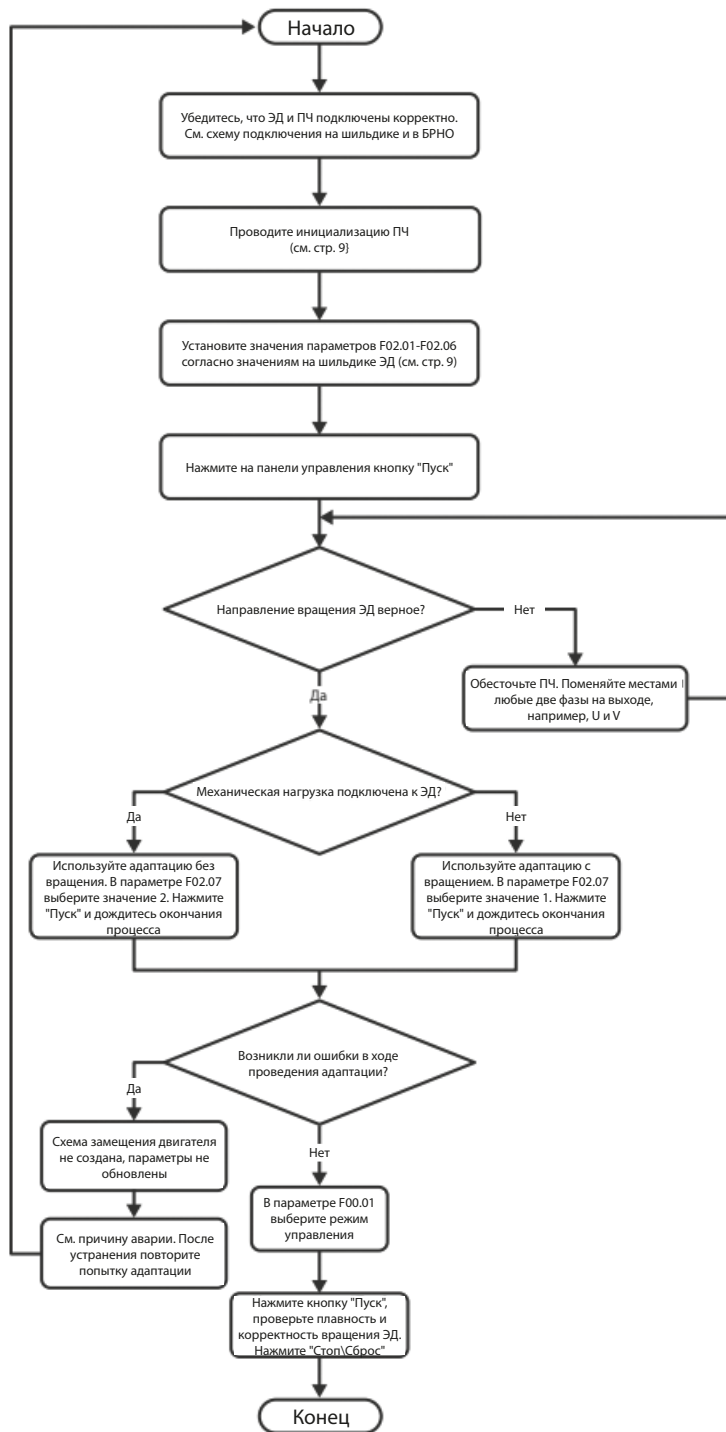 Начало
Убедитесь, что ЭД и ПЧ подключены корректно.
См. схему подключения на шильдике и в БРНО
Проводите инициализацию ПЧ
(см. стр. 9}
Установите значения параметров F02.01-F02.06
согласно значениям на шильдике ЭД (см. стр. 9)
Нажмите на панели управления кнопку "Пуск"
Направление вращения ЭД верное?
Нет
Обесточьте ПЧ. Поменяйте местами
любые две фазы на выходе,
например, U и V
Да
Механическая нагрузка подключена к ЭД?
Да
Нет
Используйте адаптацию без
вращения. В параметре F02.07
выберите значение 2. Нажмите
"Пуск" и дождитесь окончания
процесса
Используйте адаптацию с
вращением. В параметре F02.07
выберите значение 1. Нажмите
"Пуск" и дождитесь окончания
процесса
Возникли ли ошибки в ходе
проведения адаптации?
Да
Схема замещения двигателя
не создана, параметры не
обновлены
См. причину аварии. После
устранения повторите
попытку адаптации
Нет
В параметре F00.01
выберите режим
управления
Нажмите кнопку "Пуск",
проверьте плавность и
корректность вращения ЭД.
Нажмите "Стоп\Сброс"
Конец